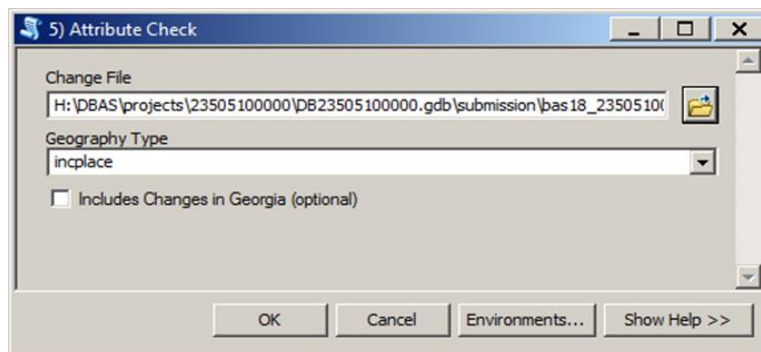 5) Attribute Check
Change File
H:\DBAS\projects\23505100000\DB23505100000.gdb\submission\bas18_2350510(
Geography Type
incplace
Includes Changes in Georgia (optional)
OK Cancel Environments... Show Help >>